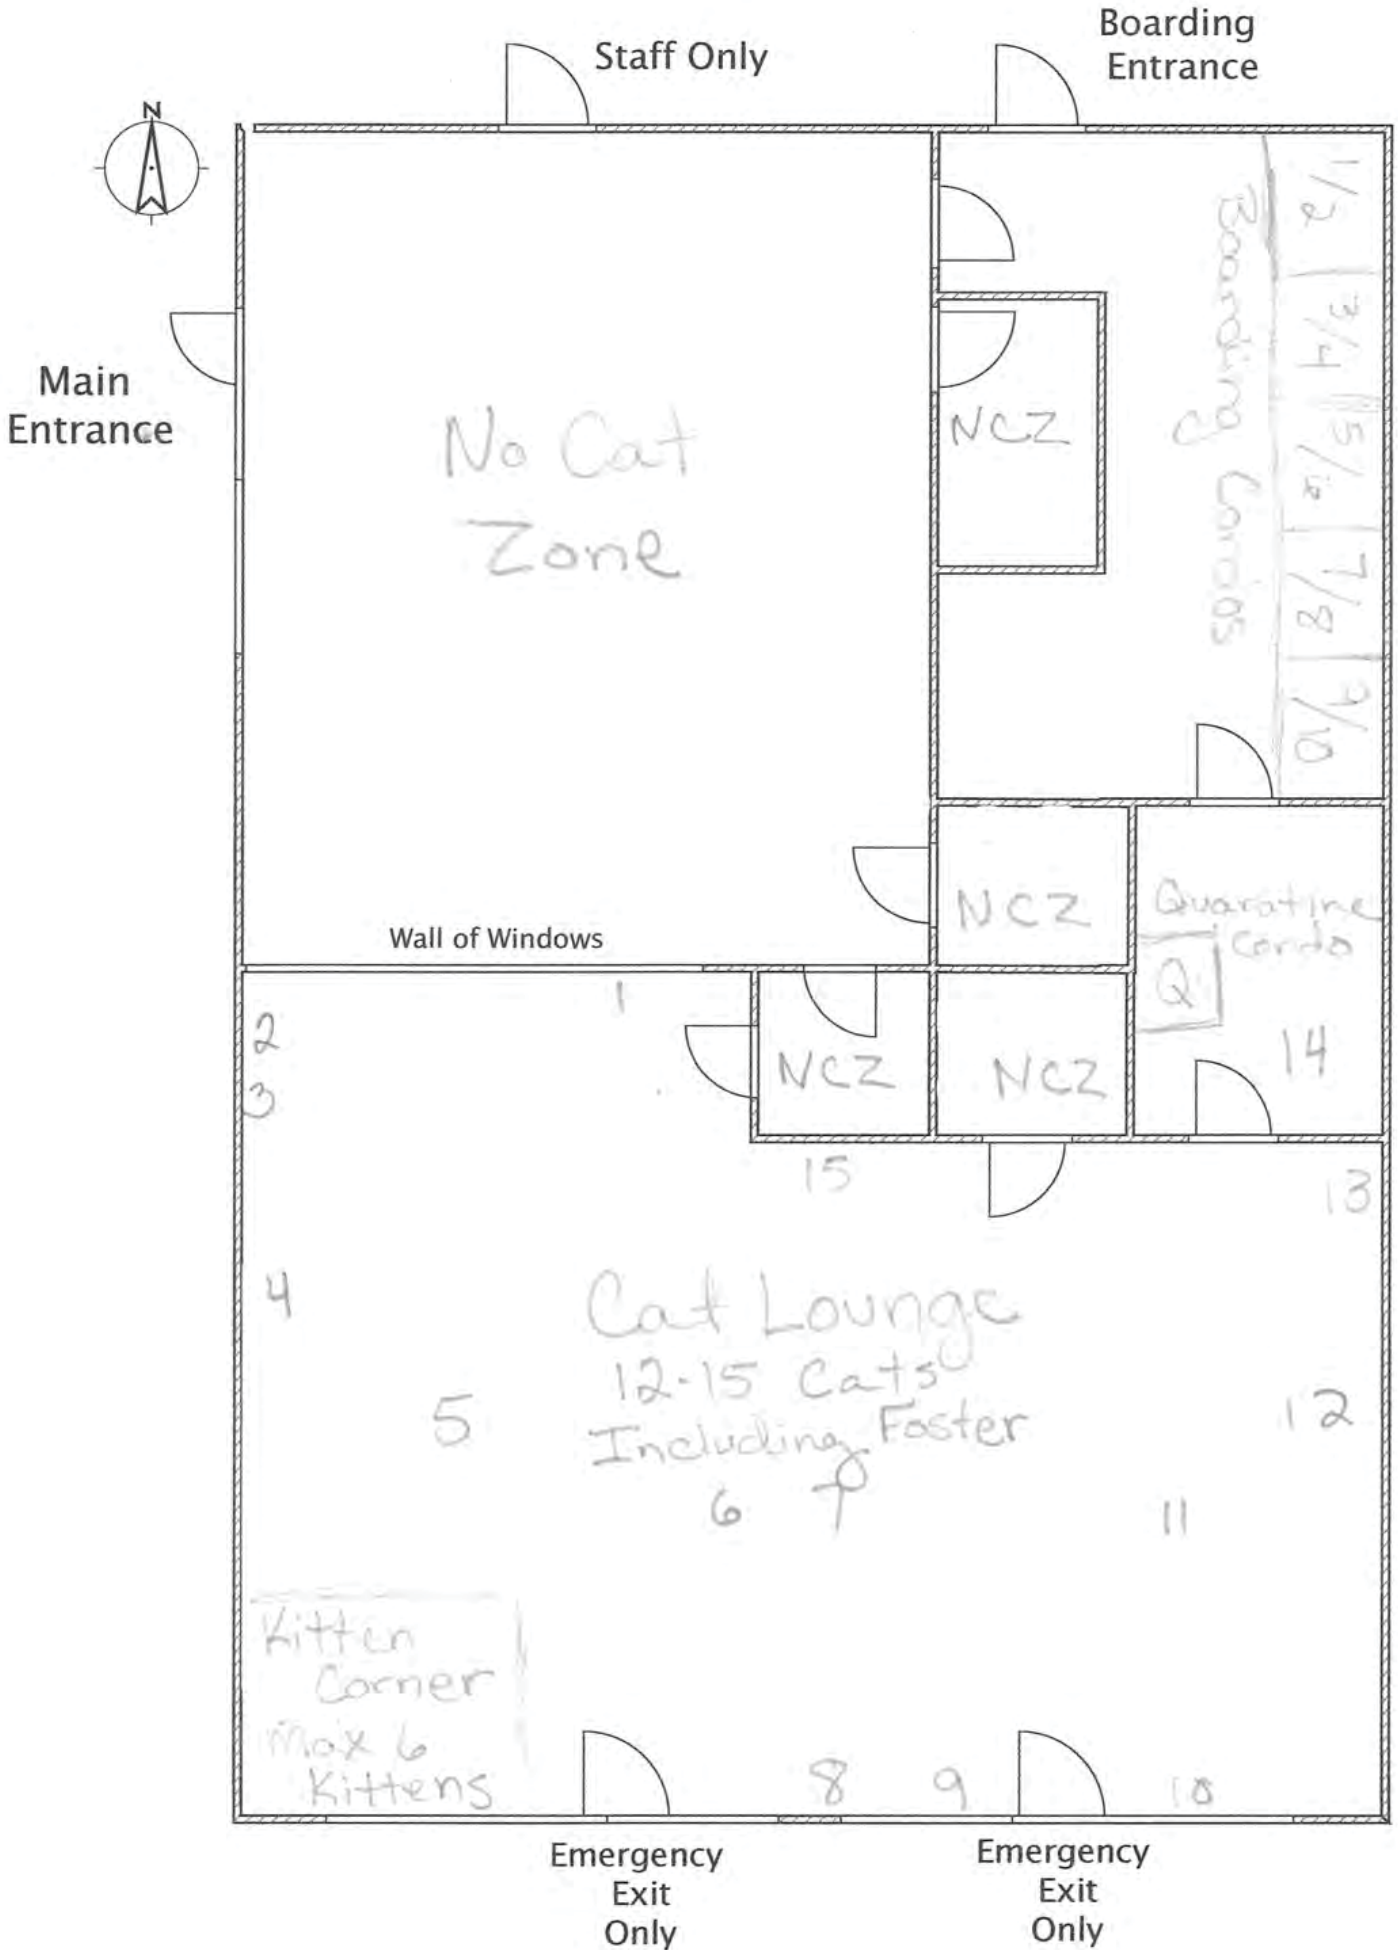 Staff Only
Boarding
Entrance
N
Main
Entrance
No Cat
Zone
NCZ
Boarding Condos
1/2
3/4
5/6
7/8
9/10
NCZ
Quaratine
Condo
Q
14
Wall of Windows
1
2
3
NCZ
NCZ
15
13
4
Cat Lounge
12-15 Cats
Including Foster
5
12
6
7
11
Kitten
Corner
Max 6
Kittens
8
9
10
Emergency
Exit
Only
Emergency
Exit
Only